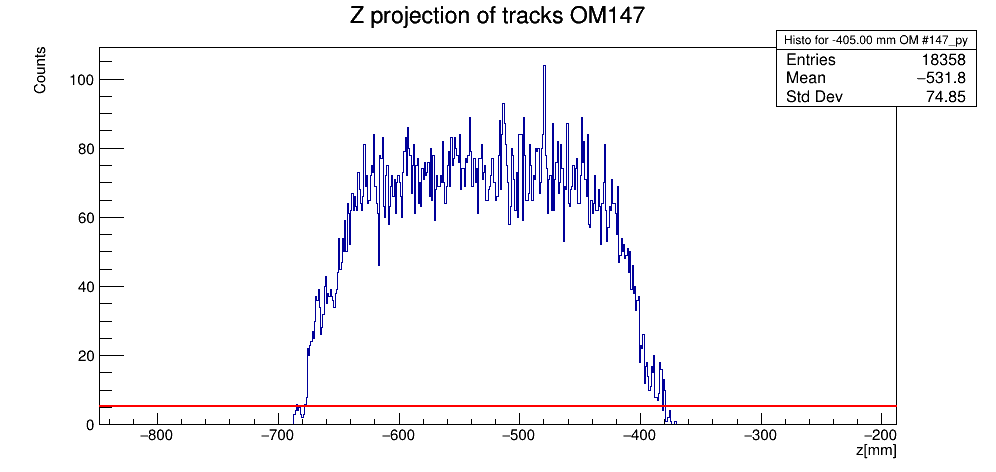 Z projection of tracks OM147
Histo for -405.00 mm OM #147_py
Entries 18358
Mean −531.8
Std Dev 74.85
Counts
100
80
60
40
20
0
−800 −700 −600 −500 −400 −300 −200
z[mm]